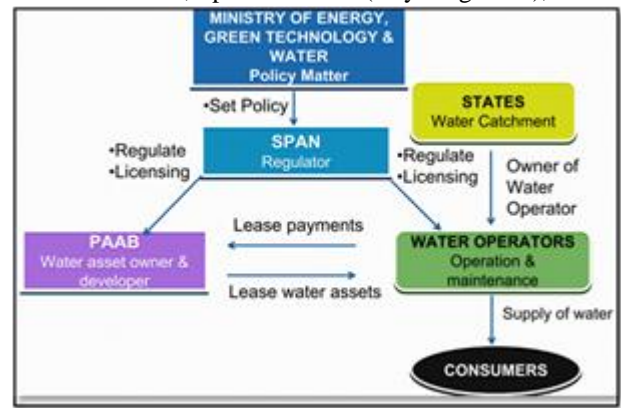 MINISTRY OF ENERGY,
GREEN TECHNOLOGY &
WATER
Policy Matter
•Set Policy
STATES
Water Catchment
SPAN
Regulator
•Regulate
•Licensing
•Regulate
•Licensing
Owner of
Water
Operator
Lease payments
PAAB
Water asset owner &
developer
WATER OPERATORS
Operation &
maintenance
Lease water assets
Supply of water
CONSUMERS